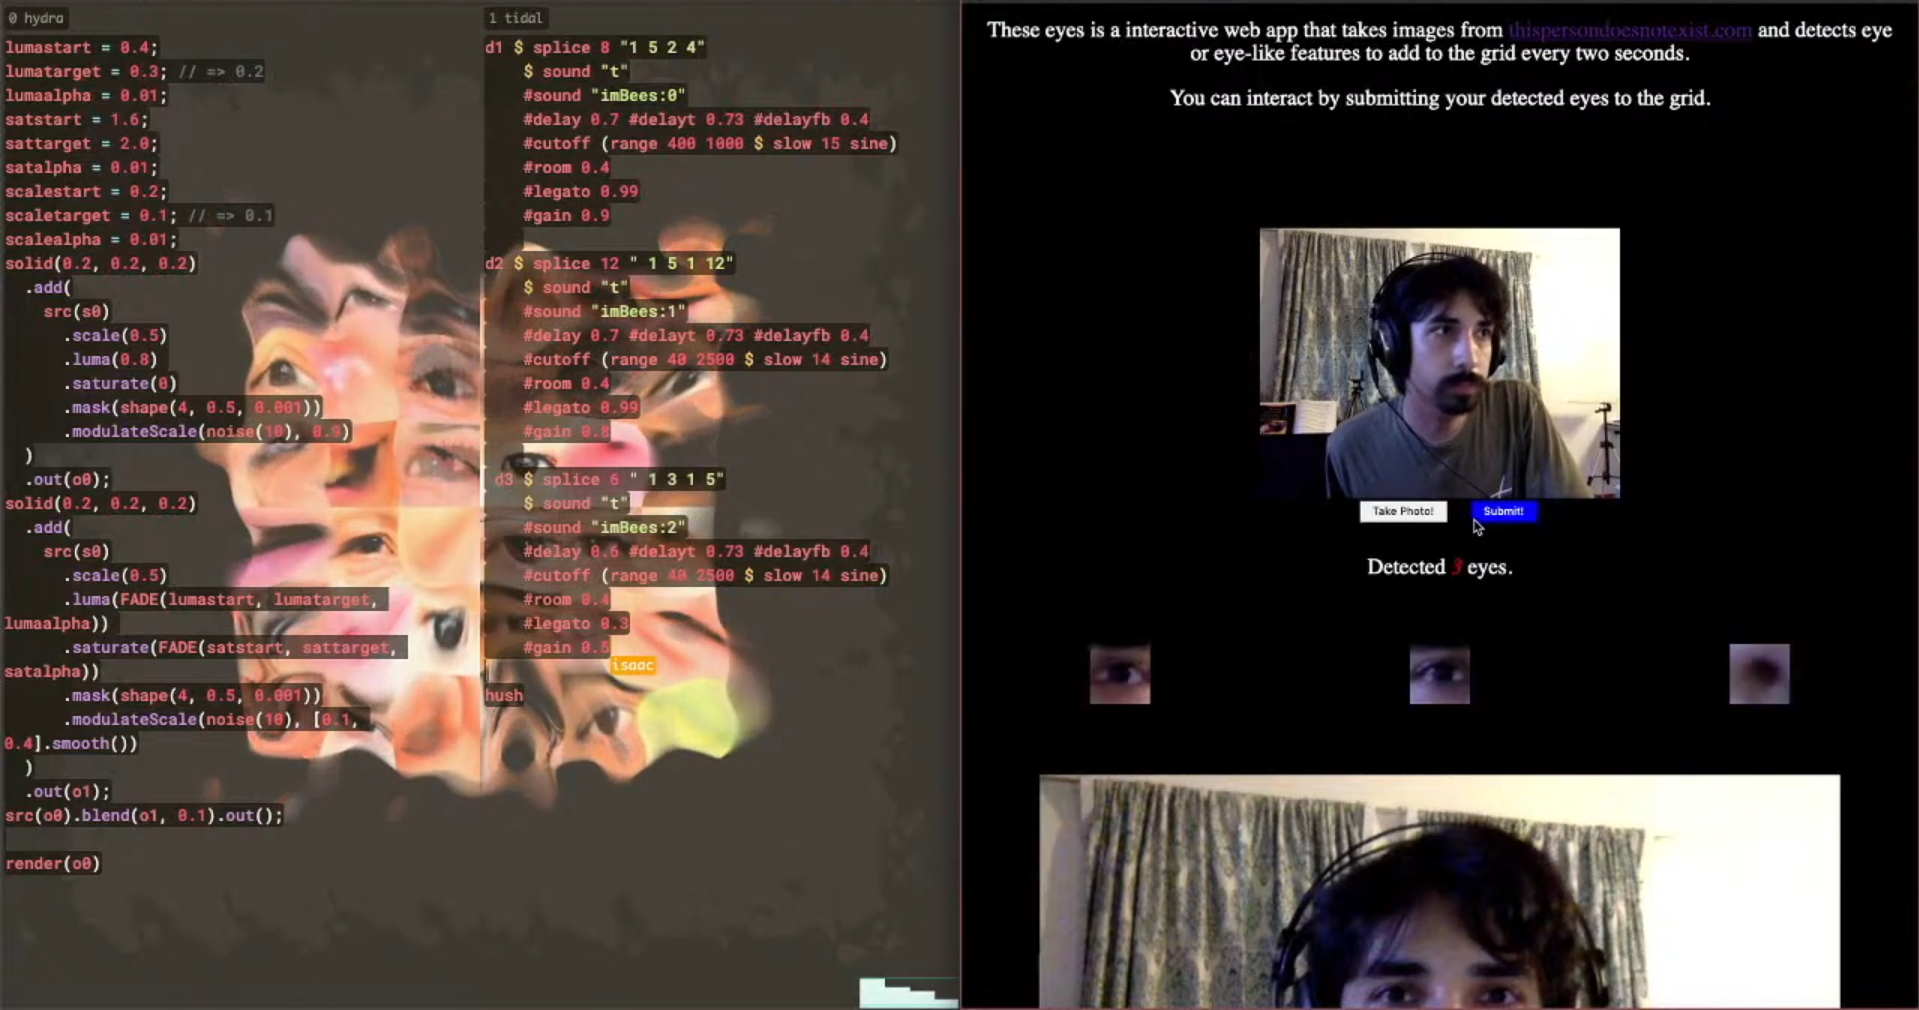 0 hydra
lumastart = 0.4;
lumatarget = 0.3; // => 0.2
lumaalpha = 0.01;
satstart = 1.6;
sattarget = 2.0;
satalpha = 0.01;
scalestart = 0.2;
scaletarget = 0.1; // => 0.1
scalealpha = 0.01;
solid(0.2, 0.2, 0.2)
.add(
src(s0)
.scale(0.5)
.luma(0.8)
.saturate(0)
.mask(shape(4, 0.5, 0.001))
.modulateScale(noise(10), 0.9)
)
.out(o0);
solid(0.2, 0.2, 0.2)
.add(
src(s0)
.scale(0.5)
.luma(FADE(lumastart, lumatarget,
lumaalpha))
.saturate(FADE(satstart, sattarget,
satalpha))
.mask(shape(4, 0.5, 0.001))
.modulateScale(noise(10), [0.1,
0.4].smooth())
)
.out(o1);
src(o0).blend(o1, 0.1).out();
render(o0)
1 tidal
d1 $ splice 8 "1 5 2 4"
$ sound "t"
#sound "imBees:0"
#delay 0.7 #delayt 0.73 #delayfb 0.4
#cutoff (range 400 1000 $ slow 15 sine)
#room 0.4
#legato 0.99
#gain 0.9
d2 $ splice 12 " 1 5 1 12"
$ sound "t"
#sound "imBees:1"
#delay 0.7 #delayt 0.73 #delayfb 0.4
#cutoff (range 40 2500 $ slow 14 sine)
#room 0.4
#legato 0.99
#gain 0.8
d3 $ splice 6 " 1 3 1 5"
$ sound "t"
#sound "imBees:2"
#delay 0.6 #delayt 0.73 #delayfb 0.4
#cutoff (range 40 2500 $ slow 14 sine)
#room 0.4
#legato 0.3
#gain 0.5
isaac
hush
These eyes is a interactive web app that takes images from thispersondoesnotexist.com and detects eye
or eye-like features to add to the grid every two seconds.
You can interact by submitting your detected eyes to the grid.
Take Photo!
Submit!
Detected 3 eyes.